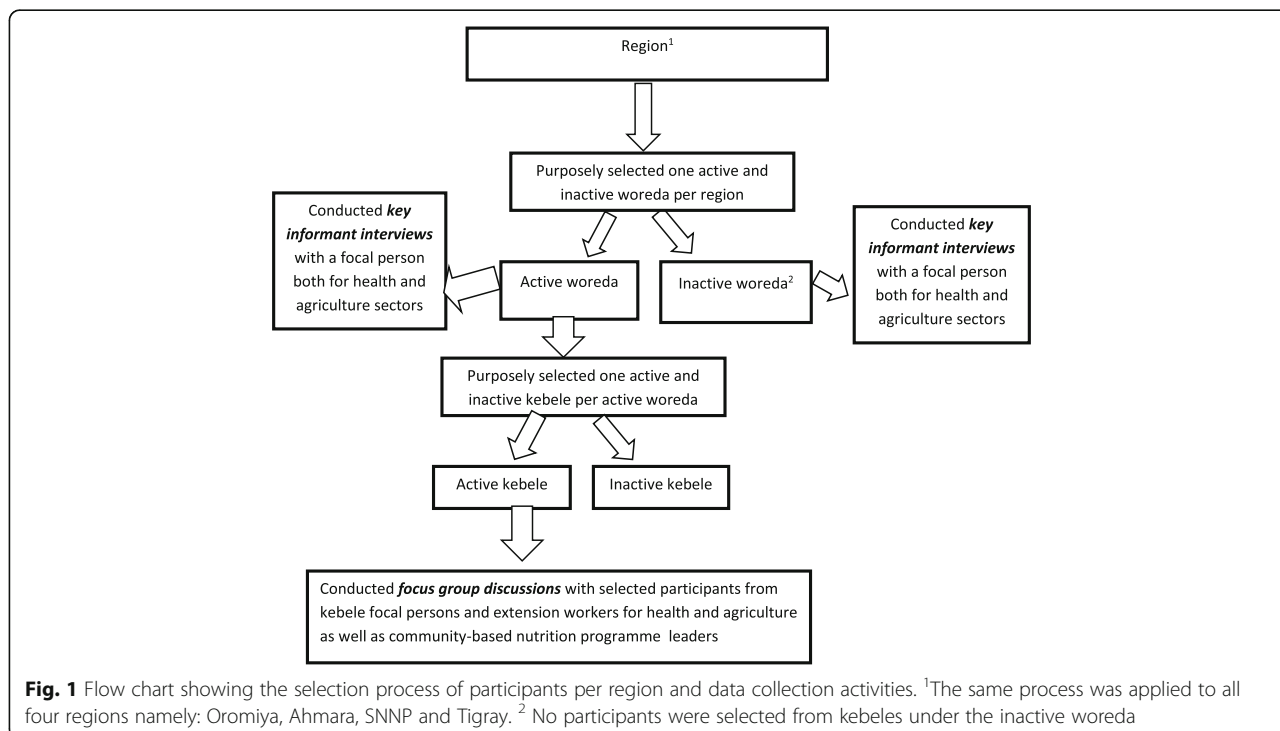 Region1
Purposely selected one active and
inactive woreda per region
Conducted key
informant interviews
with a focal person
both for health and
agriculture sectors
Active woreda
Inactive woreda2
Conducted key
informant interviews
with a focal person
both for health and
agriculture sectors
Purposely selected one active and
inactive kebele per active woreda
Active kebele
Inactive kebele
Conducted focus group discussions with selected participants from
kebele focal persons and extension workers for health and agriculture
as well as community-based nutrition programme leaders
Fig. 1 Flow chart showing the selection process of participants per region and data collection activities. 1The same process was applied to all
four regions namely: Oromiya, Ahmara, SNNP and Tigray. 2 No participants were selected from kebeles under the inactive woreda